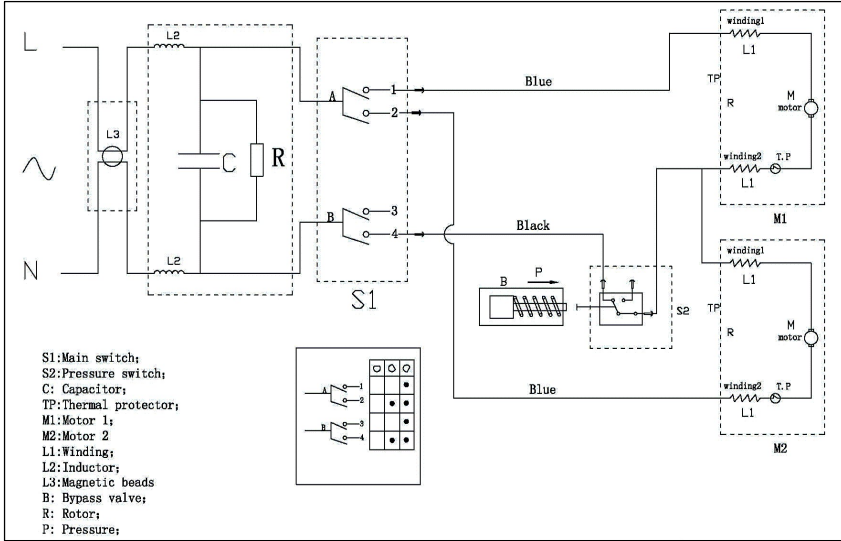 L
L2
L3
C
R
N
L2
A
1
2
B
3
4
S1
Blue
Black
Blue
winding1
L1
TP
R
M
motor
winding2
T.P
L1
M1
B
P
S2
winding1
L1
TP
R
M
motor
winding2
T.P
L1
M2
S1:Main switch;
S2:Pressure switch;
C: Capacitor;
TP:Thermal protector;
M1:Motor 1;
M2:Motor 2
L1:Winding;
L2:Inductor;
L3:Magnetic beads
B: Bypass valve;
R: Rotor;
P: Pressure;
A
1
2
B
3
4